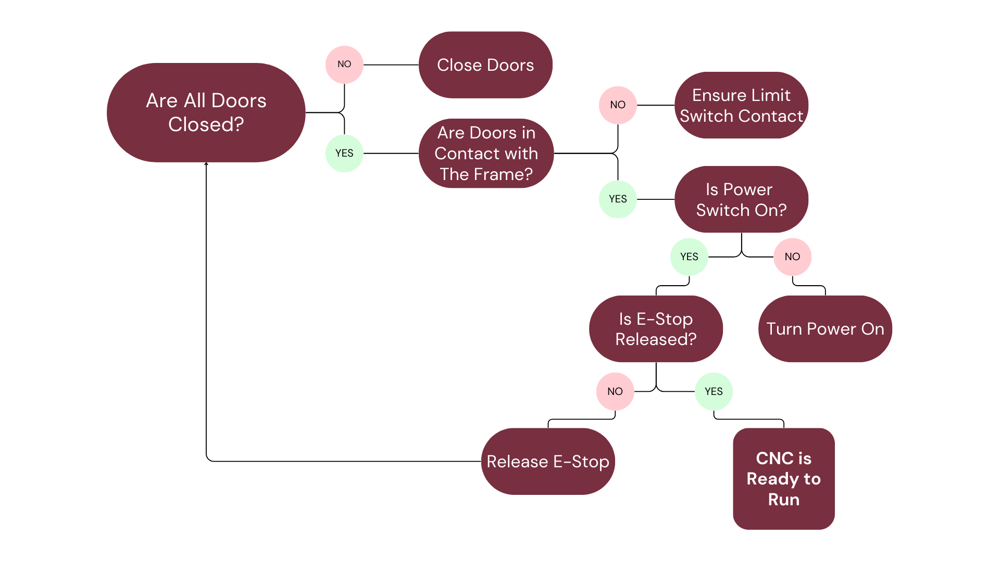 Are All Doors
Closed?
NO
Close Doors
YES
Are Doors in
Contact with
The Frame?
NO
Ensure Limit
Switch Contact
YES
Is Power
Switch On?
YES
NO
Is E-Stop
Released?
Turn Power On
NO
YES
Release E-Stop
CNC is
Ready to
Run